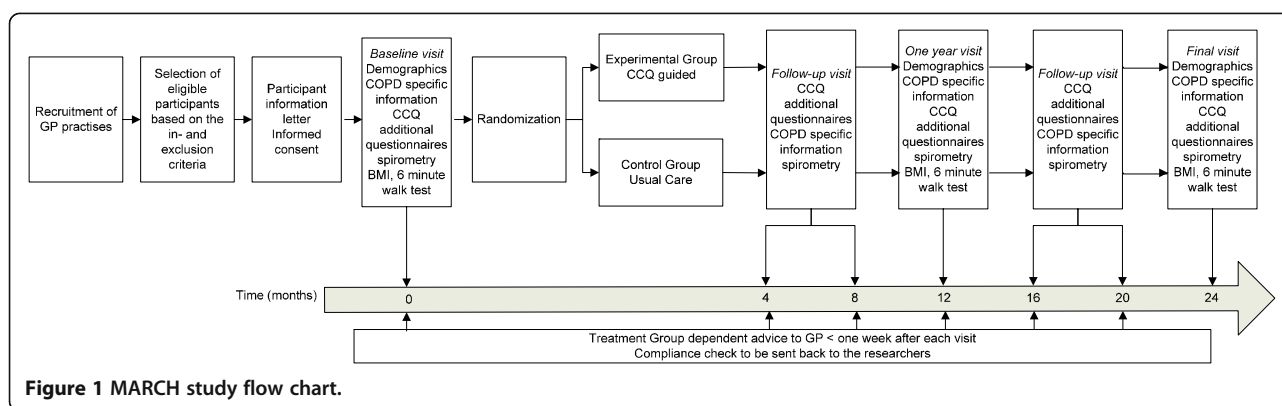 Recruitment of
GP practises
Selection of
eligible
participants
based on the
in- and
exclusion
criteria
Participant
information
letter
Informed
consent
Baseline visit
Demographics
COPD specific
information
CCQ
additional
questionnaires
spirometry
BMI, 6 minute
walk test
Randomization
Experimental Group
CCQ guided
Control Group
Usual Care
Follow-up visit
CCQ
additional
questionnaires
COPD specific
information
spirometry
One year visit
Demographics
COPD specific
information
CCQ
additional
questionnaires
spirometry
BMI, 6 minute
walk test
Follow-up visit
CCQ
additional
questionnaires
COPD specific
information
spirometry
Final visit
Demographics
COPD specific
information
CCQ
additional
questionnaires
spirometry
BMI, 6 minute
walk test
Time (months) 0 4 8 12 16 20 24
Treatment Group dependent advice to GP < one week after each visit
Compliance check to be sent back to the researchers
Figure 1 MARCH study flow chart.